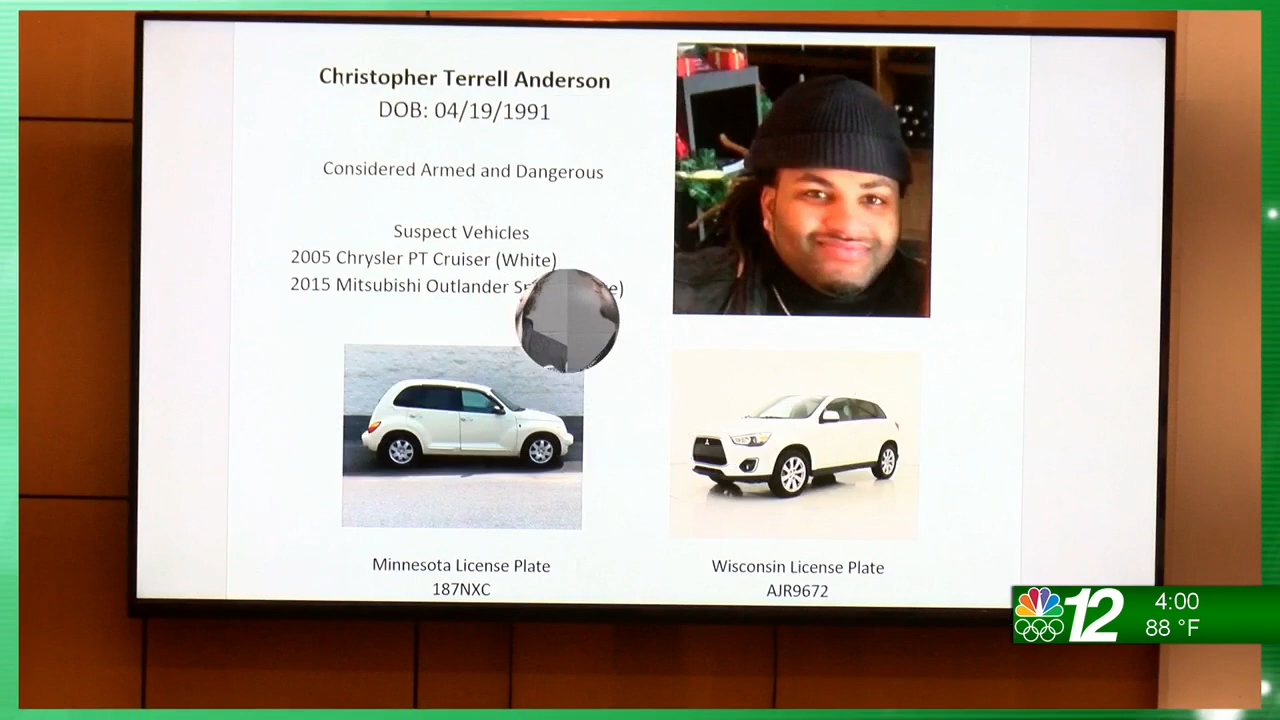 Christopher Terrell Anderson
DOB: 04/19/1991
Considered Armed and Dangerous
Suspect Vehicles
2005 Chrysler PT Cruiser (White)
2015 Mitsubishi Outlander
Minnesota License Plate
187NXC
Wisconsin License Plate
AJR9672
12
4:00
88 °F